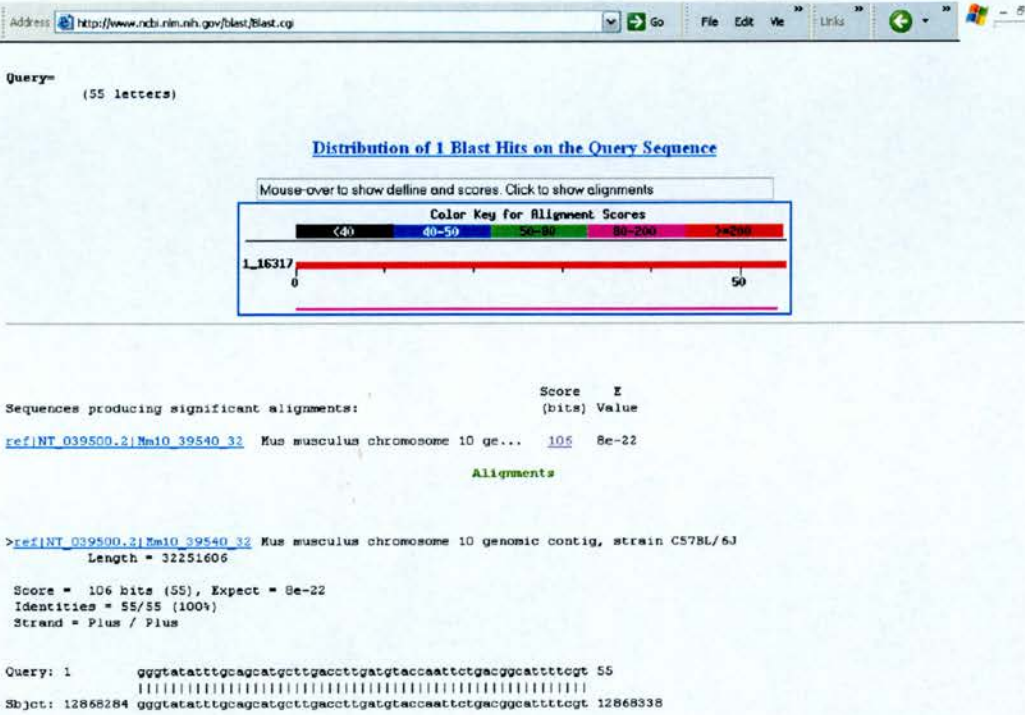 Address http://www.ncbi.nlm.nih.gov/blast/Blast.cgi Go File Edit Vie » Links » »
Query=
(55 letters)
Distribution of 1 Blast Hits on the Query Sequence
Mouse-over to show defline and scores. Click to show alignments
Color Key for Alignment Scores
<40 40-50 50-80 80-200 >=200
1_16317
0 50
Score E
Sequences producing significant alignments: (bits) Value
ref|NT_039500.2|Mm10_39540_32 Mus musculus chromosome 10 ge... 106 8e-22
Alignments
>ref|NT_039500.2|Mm10_39540_32 Mus musculus chromosome 10 genomic contig, strain C57BL/6J
Length = 32251606
Score = 106 bits (55), Expect = 8e-22
Identities = 55/55 (100%)
Strand = Plus / Plus
Query: 1 gggtatatttgcagcatgcttgaccttgatgtaccaattctgacggcattttcgt 55
|||||||||||||||||||||||||||||||||||||||||||||||||||||||
Sbjct: 12868284 gggtatatttgcagcatgcttgaccttgatgtaccaattctgacggcattttcgt 12868338